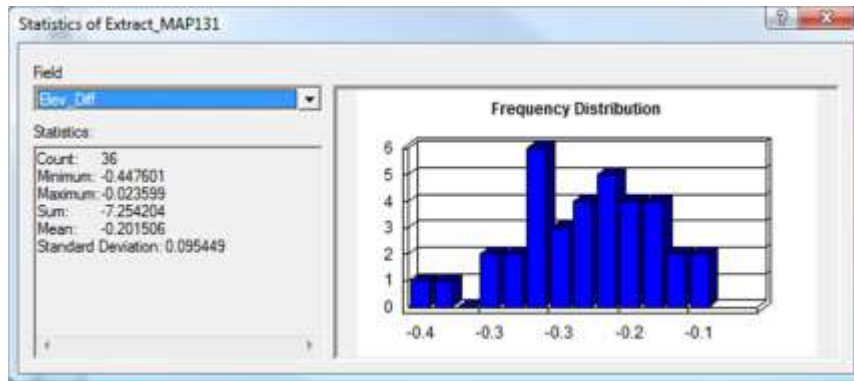 Statistics of Extract_MAP131
Field
Elev_Diff
Statistics:
Count: 36
Minimum: -0.447601
Maximum: -0.023599
Sum: -7.254204
Mean: -0.201506
Standard Deviation: 0.095449
Frequency Distribution
6
5
4
3
2
1
0
-0.4 -0.3 -0.3 -0.2 -0.1